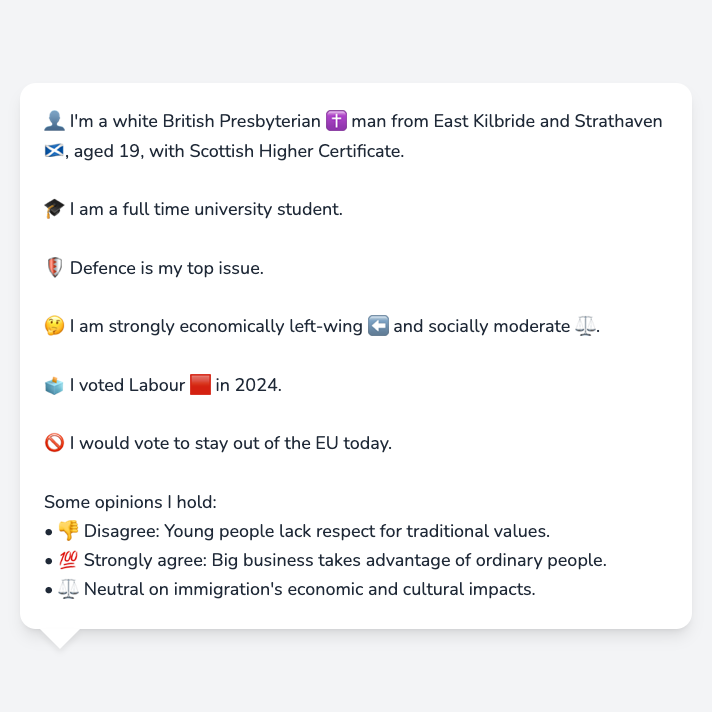 👤 I'm a white British Presbyterian ✝️ man from East Kilbride and Strathaven
🏴󠁧󠁢󠁳󠁣󠁴󠁿, aged 19, with Scottish Higher Certificate.
🎓 I am a full time university student.
🛡️ Defence is my top issue.
🤔 I am strongly economically left-wing ⬅️ and socially moderate ⚖️.
🗳️ I voted Labour 🟥 in 2024.
🚫 I would vote to stay out of the EU today.
Some opinions I hold:
• 👎 Disagree: Young people lack respect for traditional values.
• 💯 Strongly agree: Big business takes advantage of ordinary people.
• ⚖️ Neutral on immigration's economic and cultural impacts.